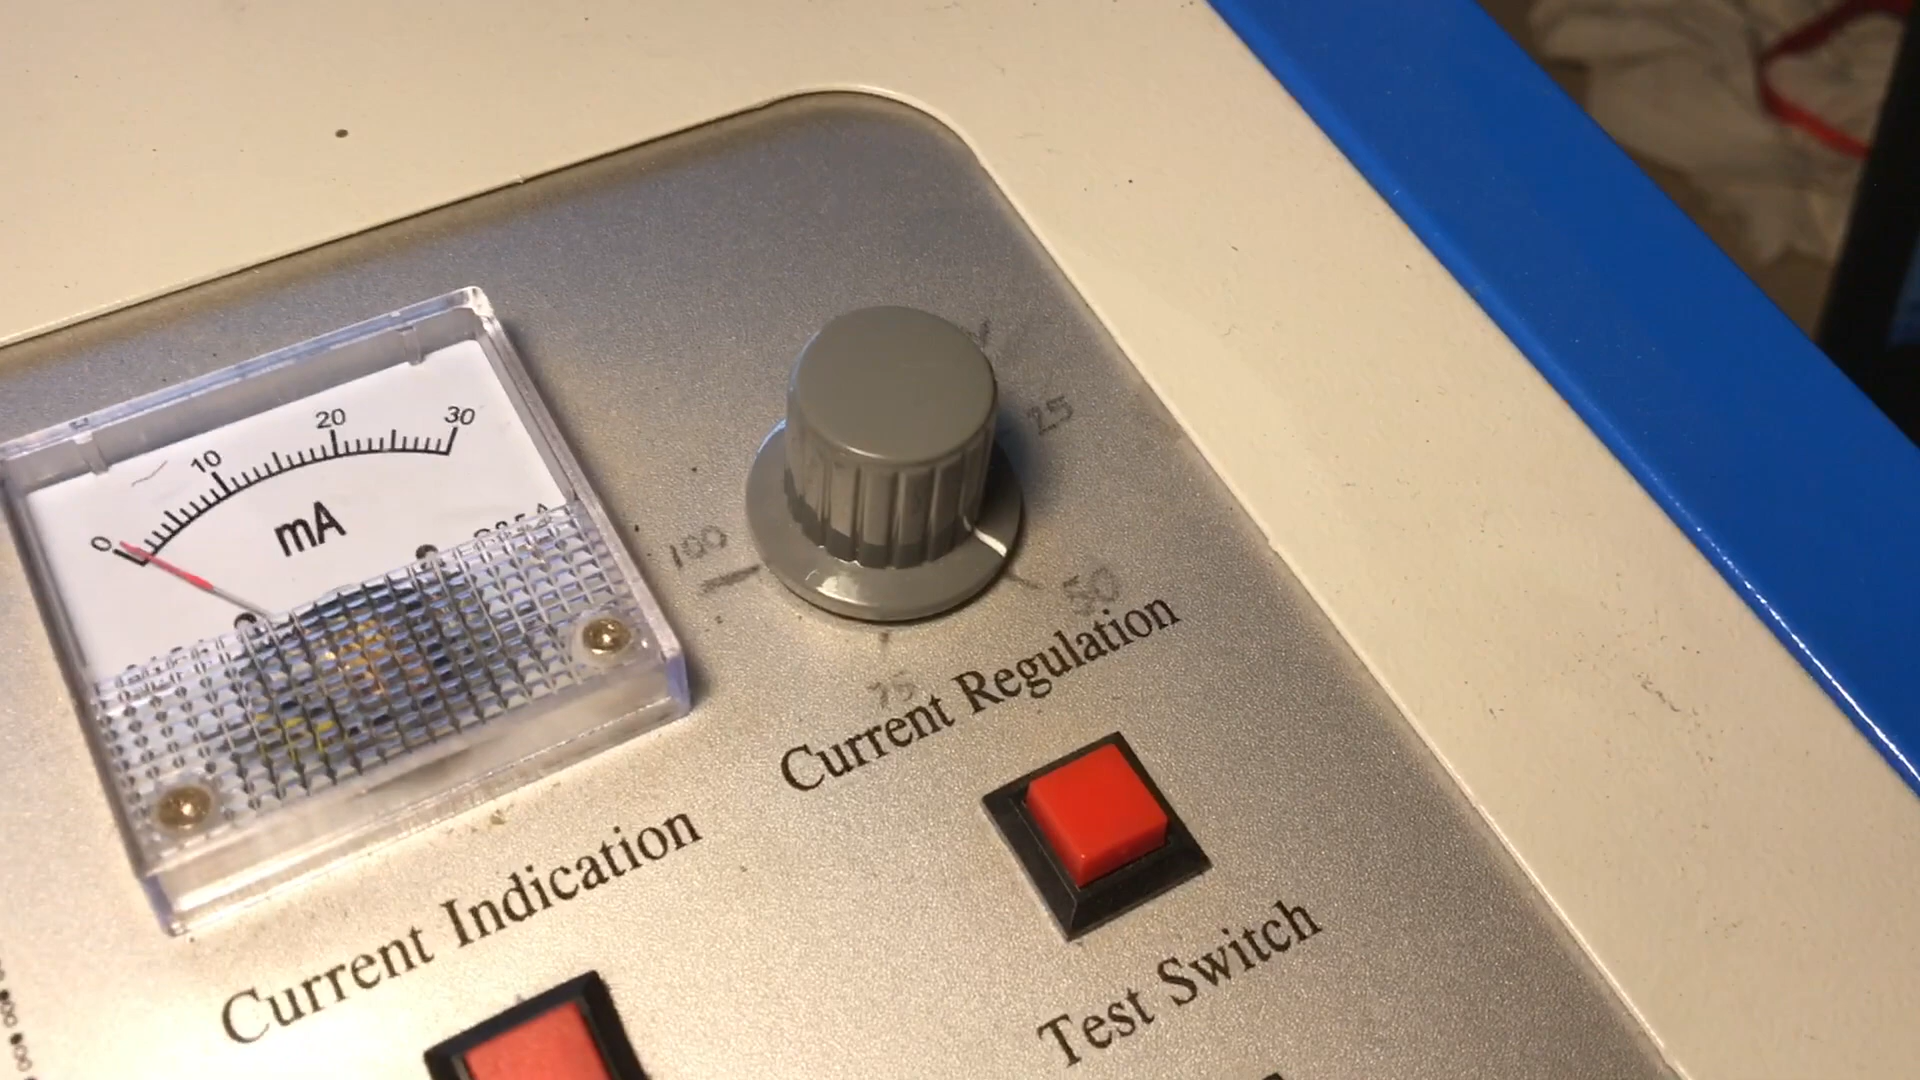 0 10 20 30
mA
25
100
50
75
Current Regulation
Current Indication
Test Switch